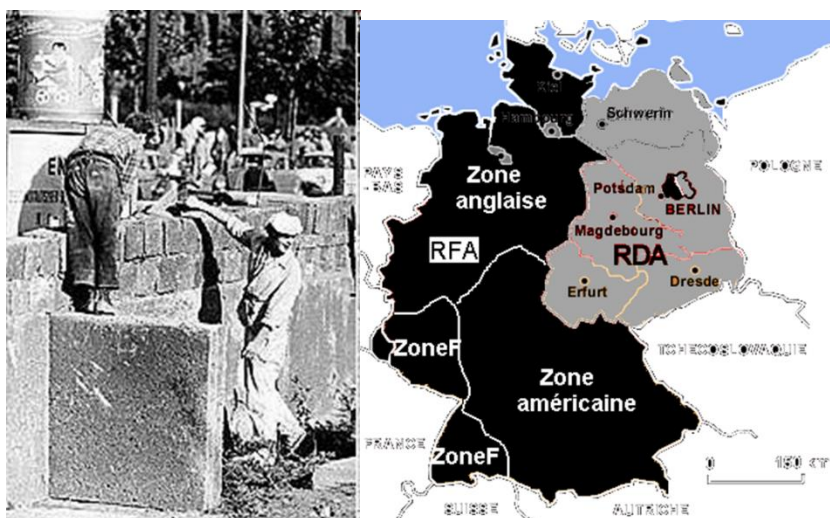 EN
Kiel
Hambourg
Schwerin
PAYS
-BAS
Zone
anglaise
POLOGNE
Potsdam
BERLIN
Magdebourg
RFA
RDA
Erfurt
Dresde
ZoneF
TCHECOSLOVAQUIE
Zone
américaine
FRANCE
ZoneF
0
150
SUISSE
AUTRICHE